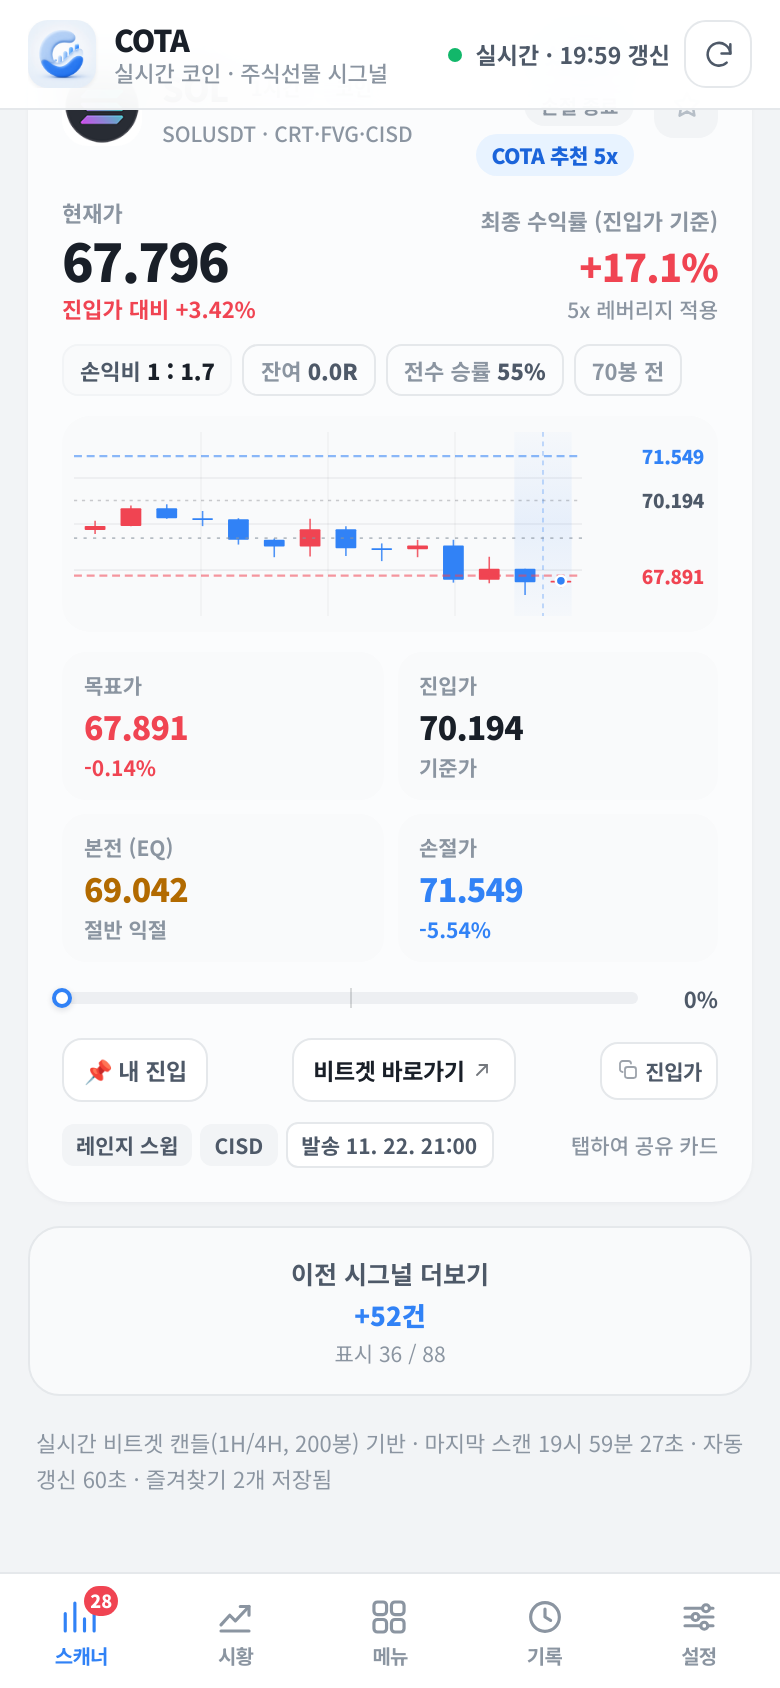 COTA
실시간 코인 · 주식선물 시그널
실시간 · 19:59 갱신
SOLUSDT · CRT·FVG·CISD
COTA 추천 5x
현재가
최종 수익률 (진입가 기준)
67.796
+17.1%
진입가 대비 +3.42%
5x 레버리지 적용
손익비 1 : 1.7
잔여 0.0R
전수 승률 55%
70봉 전
71.549
70.194
67.891
목표가
67.891
-0.14%
진입가
70.194
기준가
본전 (EQ)
69.042
절반 익절
손절가
71.549
-5.54%
0%
📌 내 진입
비트겟 바로가기 ↗
진입가
레인지 스윕
CISD
발송 11. 22. 21:00
탭하여 공유 카드
이전 시그널 더보기
+52건
표시 36 / 88
실시간 비트겟 캔들(1H/4H, 200봉) 기반 · 마지막 스캔 19시 59분 27초 · 자동
갱신 60초 · 즐겨찾기 2개 저장됨
28
스캐너
시황
메뉴
기록
설정